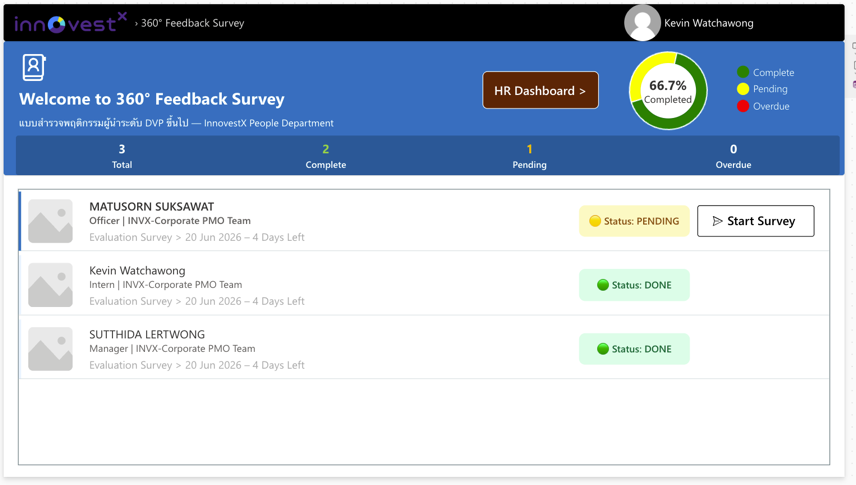 innovestX › 360° Feedback Survey
Kevin Watchawong
Welcome to 360° Feedback Survey
แบบสำรวจพฤติกรรมผู้นำระดับ DVP ขึ้นไป — InnovestX People Department
HR Dashboard >
66.7%
Completed
Complete
Pending
Overdue
3
Total
2
Complete
1
Pending
0
Overdue
MATUSORN SUKSAWAT
Officer | INVX-Corporate PMO Team
Evaluation Survey > 20 Jun 2026 – 4 Days Left
Status: PENDING
Start Survey
Kevin Watchawong
Intern | INVX-Corporate PMO Team
Evaluation Survey > 20 Jun 2026 – 4 Days Left
Status: DONE
SUTTHIDA LERTWONG
Manager | INVX-Corporate PMO Team
Evaluation Survey > 20 Jun 2026 – 4 Days Left
Status: DONE